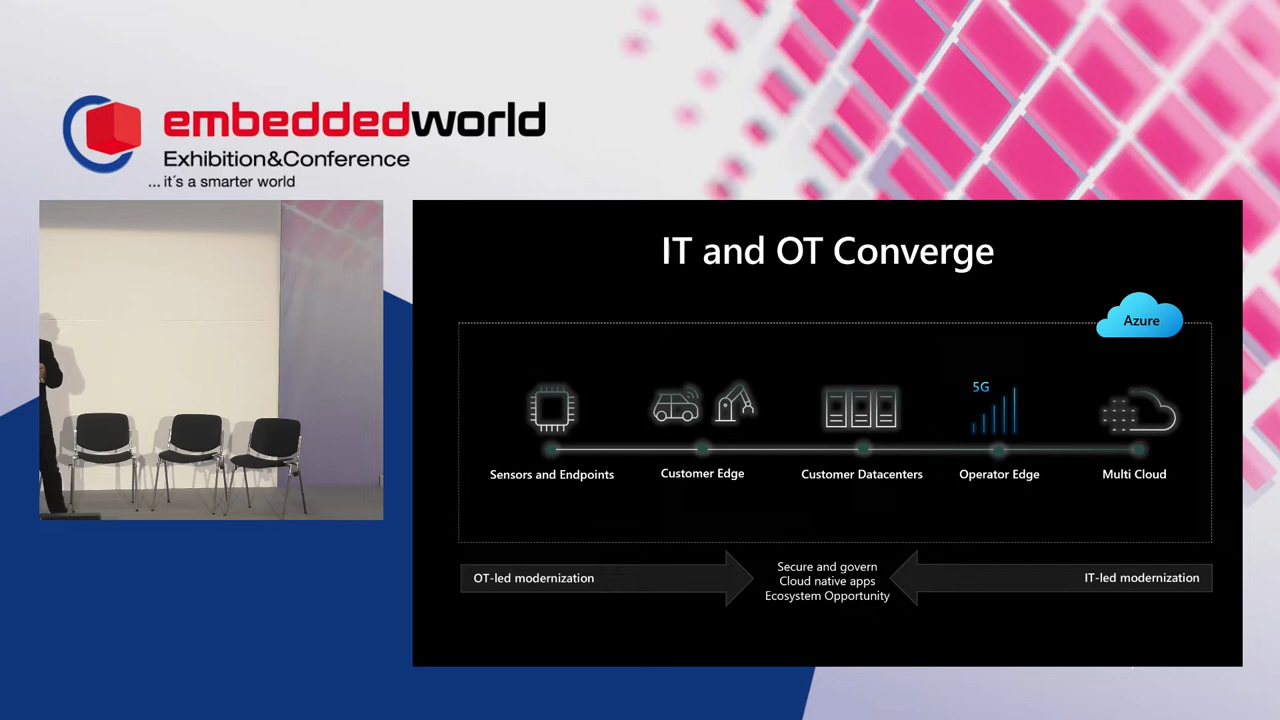 embeddedworld
Exhibition&Conference
... it´s a smarter world
IT and OT Converge
Azure
5G
Sensors and Endpoints
Customer Edge
Customer Datacenters
Operator Edge
Multi Cloud
OT-led modernization
Secure and govern
Cloud native apps
Ecosystem Opportunity
IT-led modernization